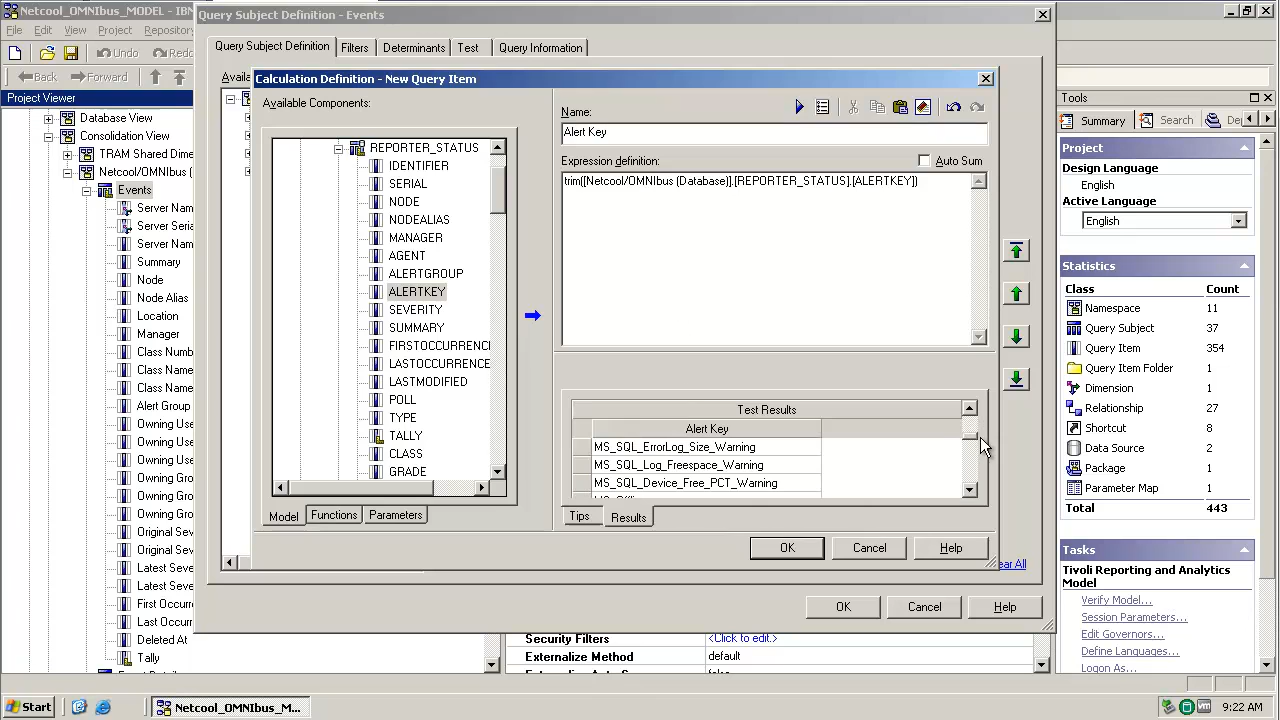 Netcool_OMNIbus_MODEL - IBM
Query Subject Definition - Events
File
Edit
View
Project
Repository
Undo
Redo
Back
Forward
Project Viewer
Database View
Consolidation View
TRAM Shared Dime
Netcool/OMNIbus (
Events
Server Nam
Server Seria
Server Nam
Summary
Node
Node Alias
Location
Manager
Class Numb
Class Name
Class Name
Alert Group
Owning Use
Owning Use
Owning Use
Owning Gro
Owning Gro
Owning Gro
Original Sev
Original Sev
Latest Seve
Latest Seve
First Occurr
Last Occurr
Deleted At
Tally
Query Subject Definition
Filters
Determinants
Test
Query Information
Availa
Calculation Definition - New Query Item
Available Components:
REPORTER_STATUS
IDENTIFIER
SERIAL
NODE
NODEALIAS
MANAGER
AGENT
ALERTGROUP
ALERTKEY
SEVERITY
SUMMARY
FIRSTOCCURRENC
LASTOCCURRENCE
LASTMODIFIED
POLL
TYPE
TALLY
CLASS
GRADE
Model
Functions
Parameters
Name:
Alert Key
Expression definition:
Auto Sum
trim([Netcool/OMNIbus (Database)].[REPORTER_STATUS].[ALERTKEY])
Test Results
Alert Key
MS_SQL_ErrorLog_Size_Warning
MS_SQL_Log_Freespace_Warning
MS_SQL_Device_Free_PCT_Warning
Tips
Results
OK
Cancel
Help
ear All
OK
Cancel
Help
Security Filters
<Click to edit.>
Externalize Method
default
Tools
Summary
Search
De
Project
Design Language
English
Active Language
English
Statistics
Class Count
Namespace 11
Query Subject 37
Query Item 354
Query Item Folder 1
Dimension 1
Relationship 27
Shortcut 8
Data Source 2
Package 1
Parameter Map 1
Total 443
Tasks
Tivoli Reporting and Analytics
Model
Verify Model...
Session Parameters...
Edit Governors...
Define Languages...
Logon As...
Start
Netcool_OMNIbus_M...
9:22 AM